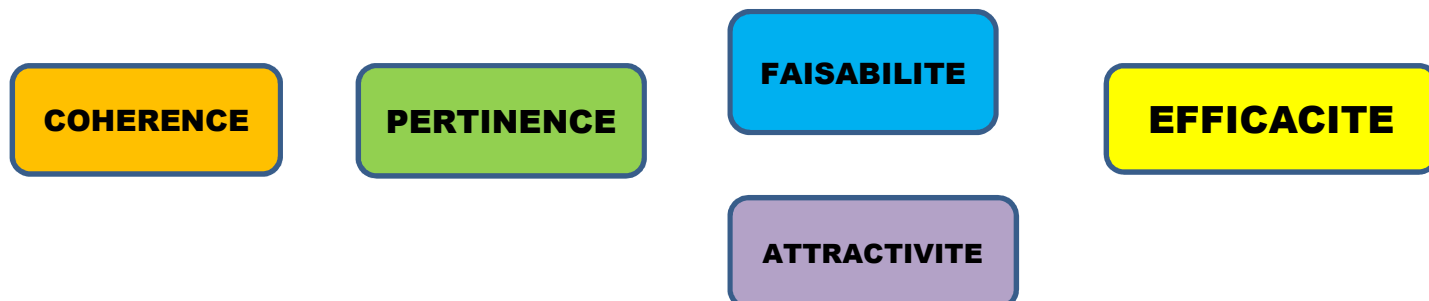 COHERENCE
PERTINENCE
FAISABILITE
ATTRACTIVITE
EFFICACITE